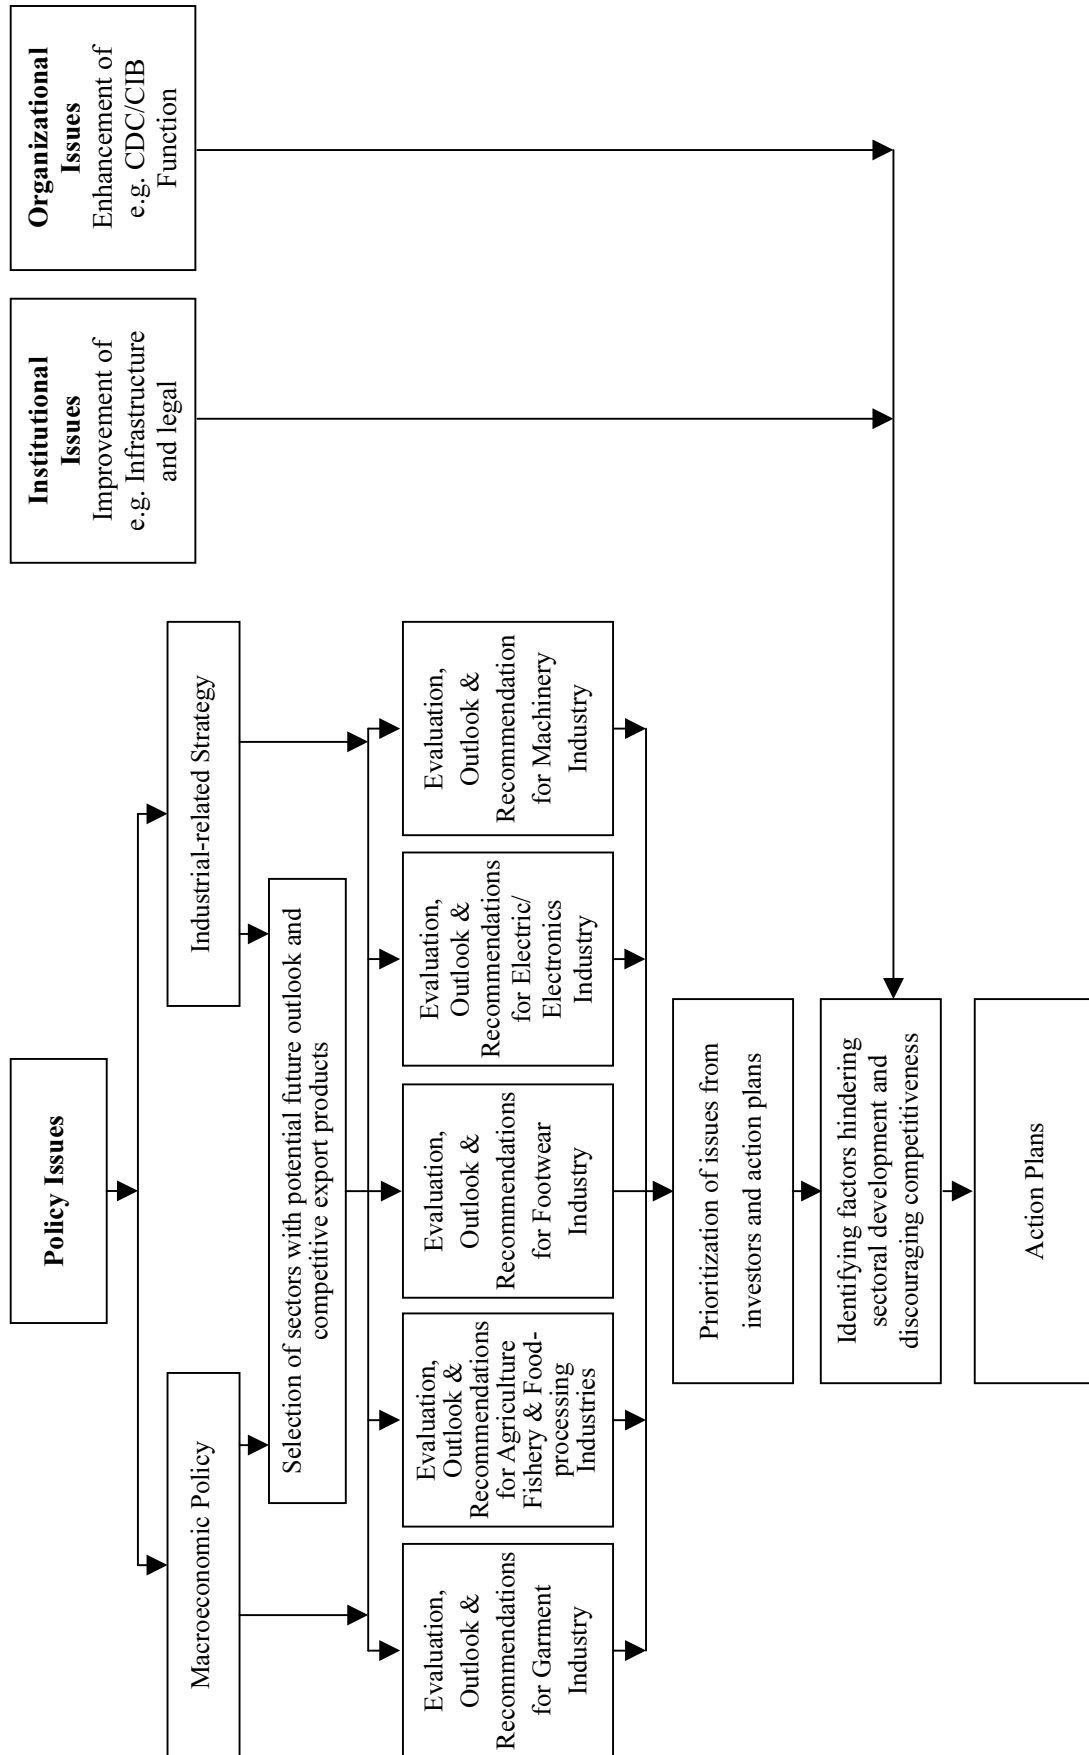 Policy Issues
Institutional
Issues
Improvement of
e.g. Infrastructure
and legal
Organizational
Issues
Enhancement of
e.g. CDC/CIB
Function
Macroeconomic Policy
Industrial-related Strategy
Selection of sectors with potential future outlook and
competitive export products
Evaluation,
Outlook &
Recommendations
for Garment
Industry
Evaluation,
Outlook &
Recommendations
for Agriculture
Fishery & Food-
processing
Industries
Evaluation,
Outlook &
Recommendations
for Footwear
Industry
Evaluation,
Outlook &
Recommendations
for Electric/
Electronics
Industry
Evaluation,
Outlook &
Recommendation
for Machinery
Industry
Prioritization of issues from
investors and action plans
Identifying factors hindering
sectoral development and
discouraging competitiveness
Action Plans